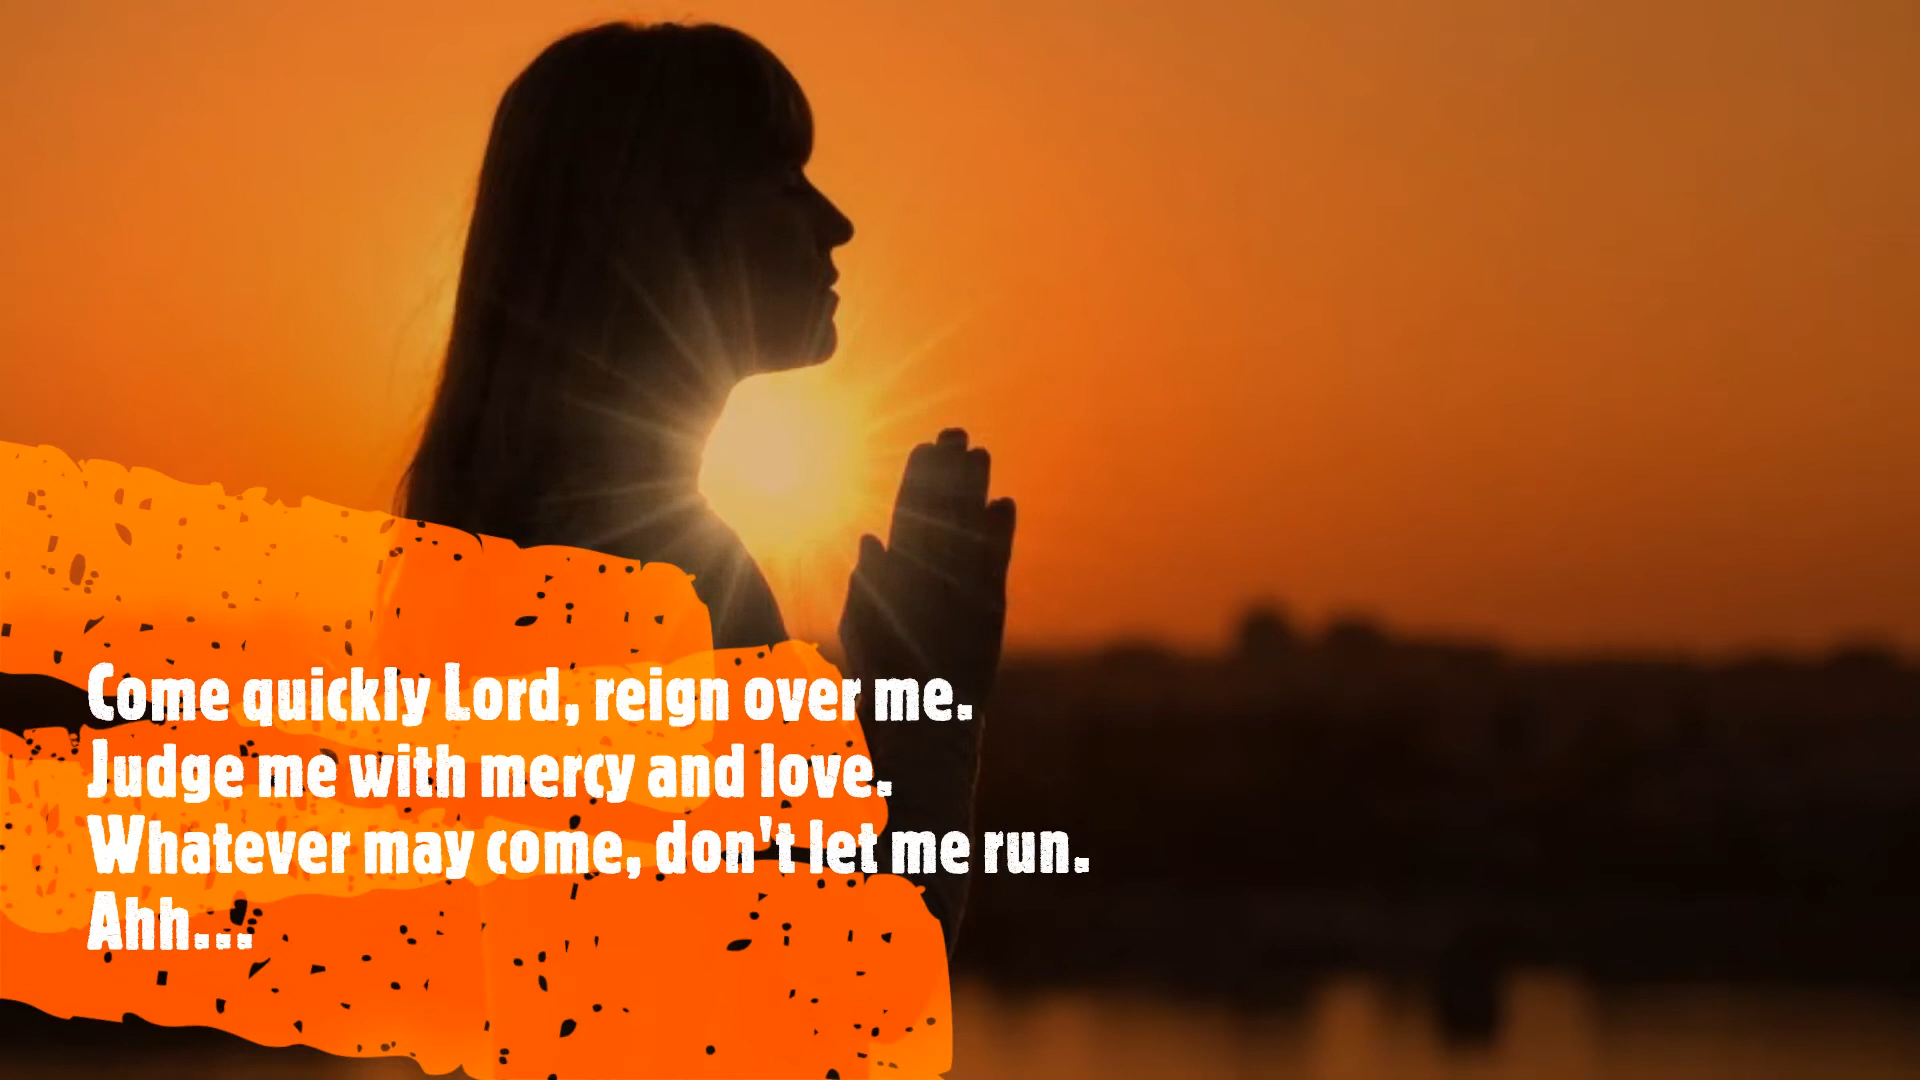 Come quickly Lord, reign over me.
Judge me with mercy and love.
Whatever may come, don't let me run.
Ahh...